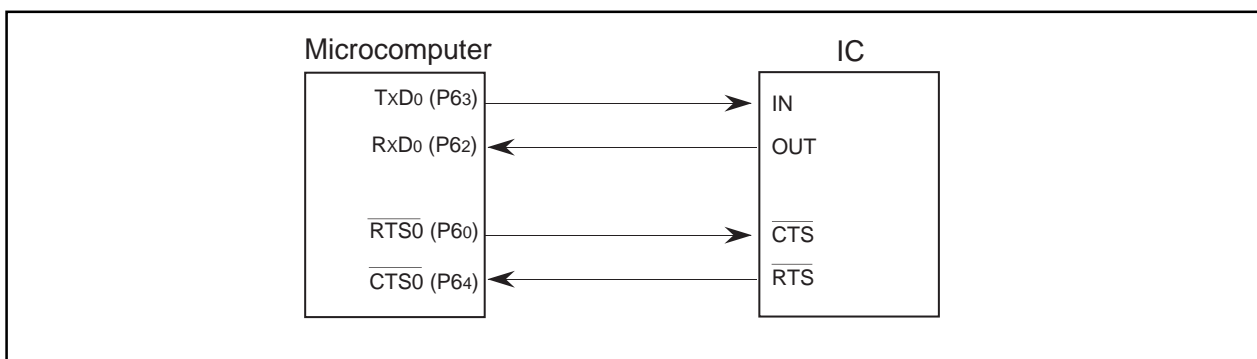 Microcomputer
IC
TxD0 (P63)
IN
RxD0 (P62)
OUT
RTS0 (P60)
CTS
CTS0 (P64)
RTS